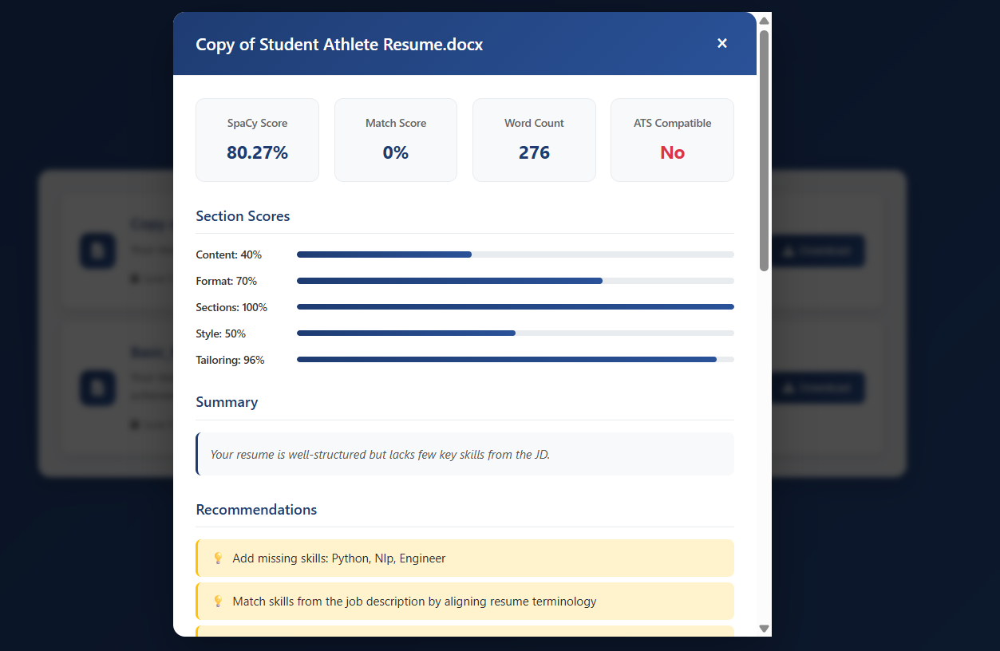 Copy of Student Athlete Resume.docx
×
SpaCy Score
80.27%
Match Score
0%
Word Count
276
ATS Compatible
No
Section Scores
Content: 40%
Format: 70%
Sections: 100%
Style: 50%
Tailoring: 96%
Summary
Your resume is well-structured but lacks few key skills from the JD.
Recommendations
Add missing skills: Python, Nlp, Engineer
Match skills from the job description by aligning resume terminology
Download
Download